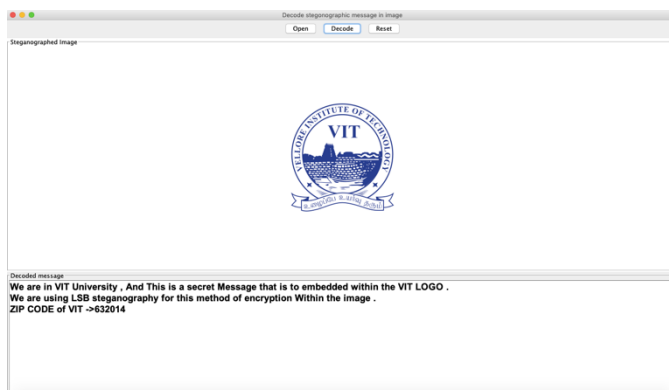 Decode steganographic message in image
Open Decode Reset
Steganographed Image
VELLORE INSTITUTE OF TECHNOLOGY
VIT
Decoded message
We are in VIT University , And This is a secret Message that is to embedded within the VIT LOGO .
We are using LSB steganography for this method of encryption Within the image .
ZIP CODE of VIT ->632014